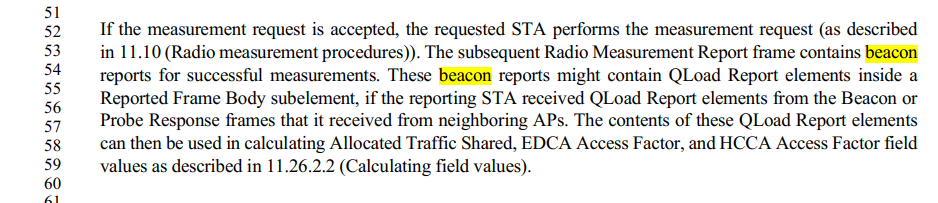 51
52 If the measurement request is accepted, the requested STA performs the measurement request (as described
53 in 11.10 (Radio measurement procedures)). The subsequent Radio Measurement Report frame contains beacon
54 reports for successful measurements. These beacon reports might contain QLoad Report elements inside a
55 Reported Frame Body subelement, if the reporting STA received QLoad Report elements from the Beacon or
56
57 Probe Response frames that it received from neighboring APs. The contents of these QLoad Report elements
58 can then be used in calculating Allocated Traffic Shared, EDCA Access Factor, and HCCA Access Factor field
59 values as described in 11.26.2.2 (Calculating field values).
60
61